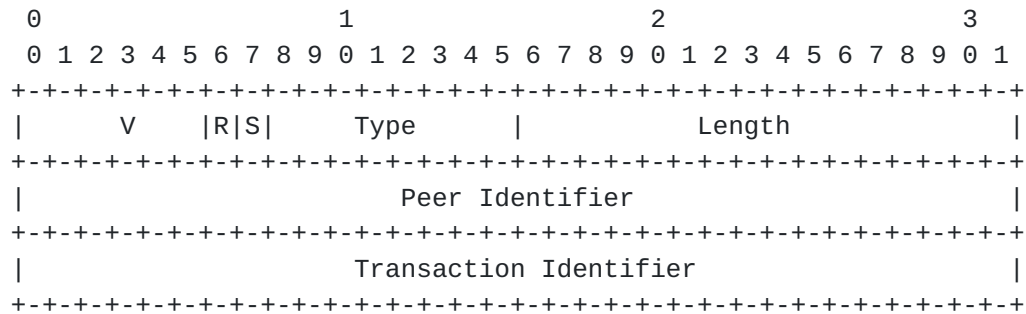 0                   1                   2                   3
 0 1 2 3 4 5 6 7 8 9 0 1 2 3 4 5 6 7 8 9 0 1 2 3 4 5 6 7 8 9 0 1
+-+-+-+-+-+-+-+-+-+-+-+-+-+-+-+-+-+-+-+-+-+-+-+-+-+-+-+-+-+-+-+-+
|      V    |R|S|     Type      |           Length              |
+-+-+-+-+-+-+-+-+-+-+-+-+-+-+-+-+-+-+-+-+-+-+-+-+-+-+-+-+-+-+-+-+
|                        Peer Identifier                        |
+-+-+-+-+-+-+-+-+-+-+-+-+-+-+-+-+-+-+-+-+-+-+-+-+-+-+-+-+-+-+-+-+
|                     Transaction Identifier                    |
+-+-+-+-+-+-+-+-+-+-+-+-+-+-+-+-+-+-+-+-+-+-+-+-+-+-+-+-+-+-+-+-+